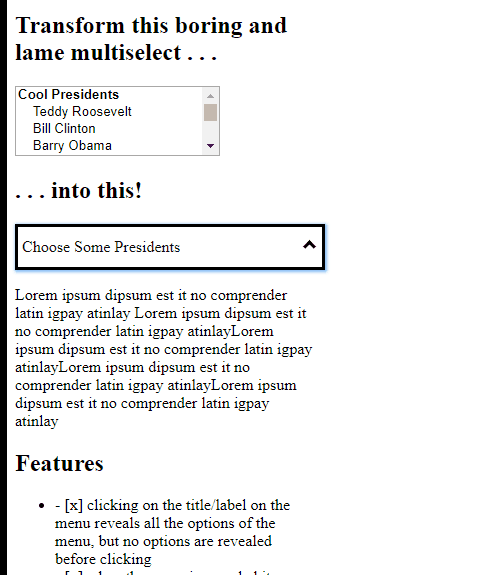 Transform this boring and
lame multiselect . . .
Cool Presidents
Teddy Roosevelt
Bill Clinton
Barry Obama
. . . into this!
Choose Some Presidents
Lorem ipsum dipsum est it no comprender
latin igpay atinlay Lorem ipsum dipsum est it
no comprender latin igpay atinlayLorem
ipsum dipsum est it no comprender latin igpay
atinlayLorem ipsum dipsum est it no
comprender latin igpay atinlayLorem ipsum
dipsum est it no comprender latin igpay
atinlay
Features
- [x] clicking on the title/label on the
menu reveals all the options of the
menu, but no options are revealed
before clicking